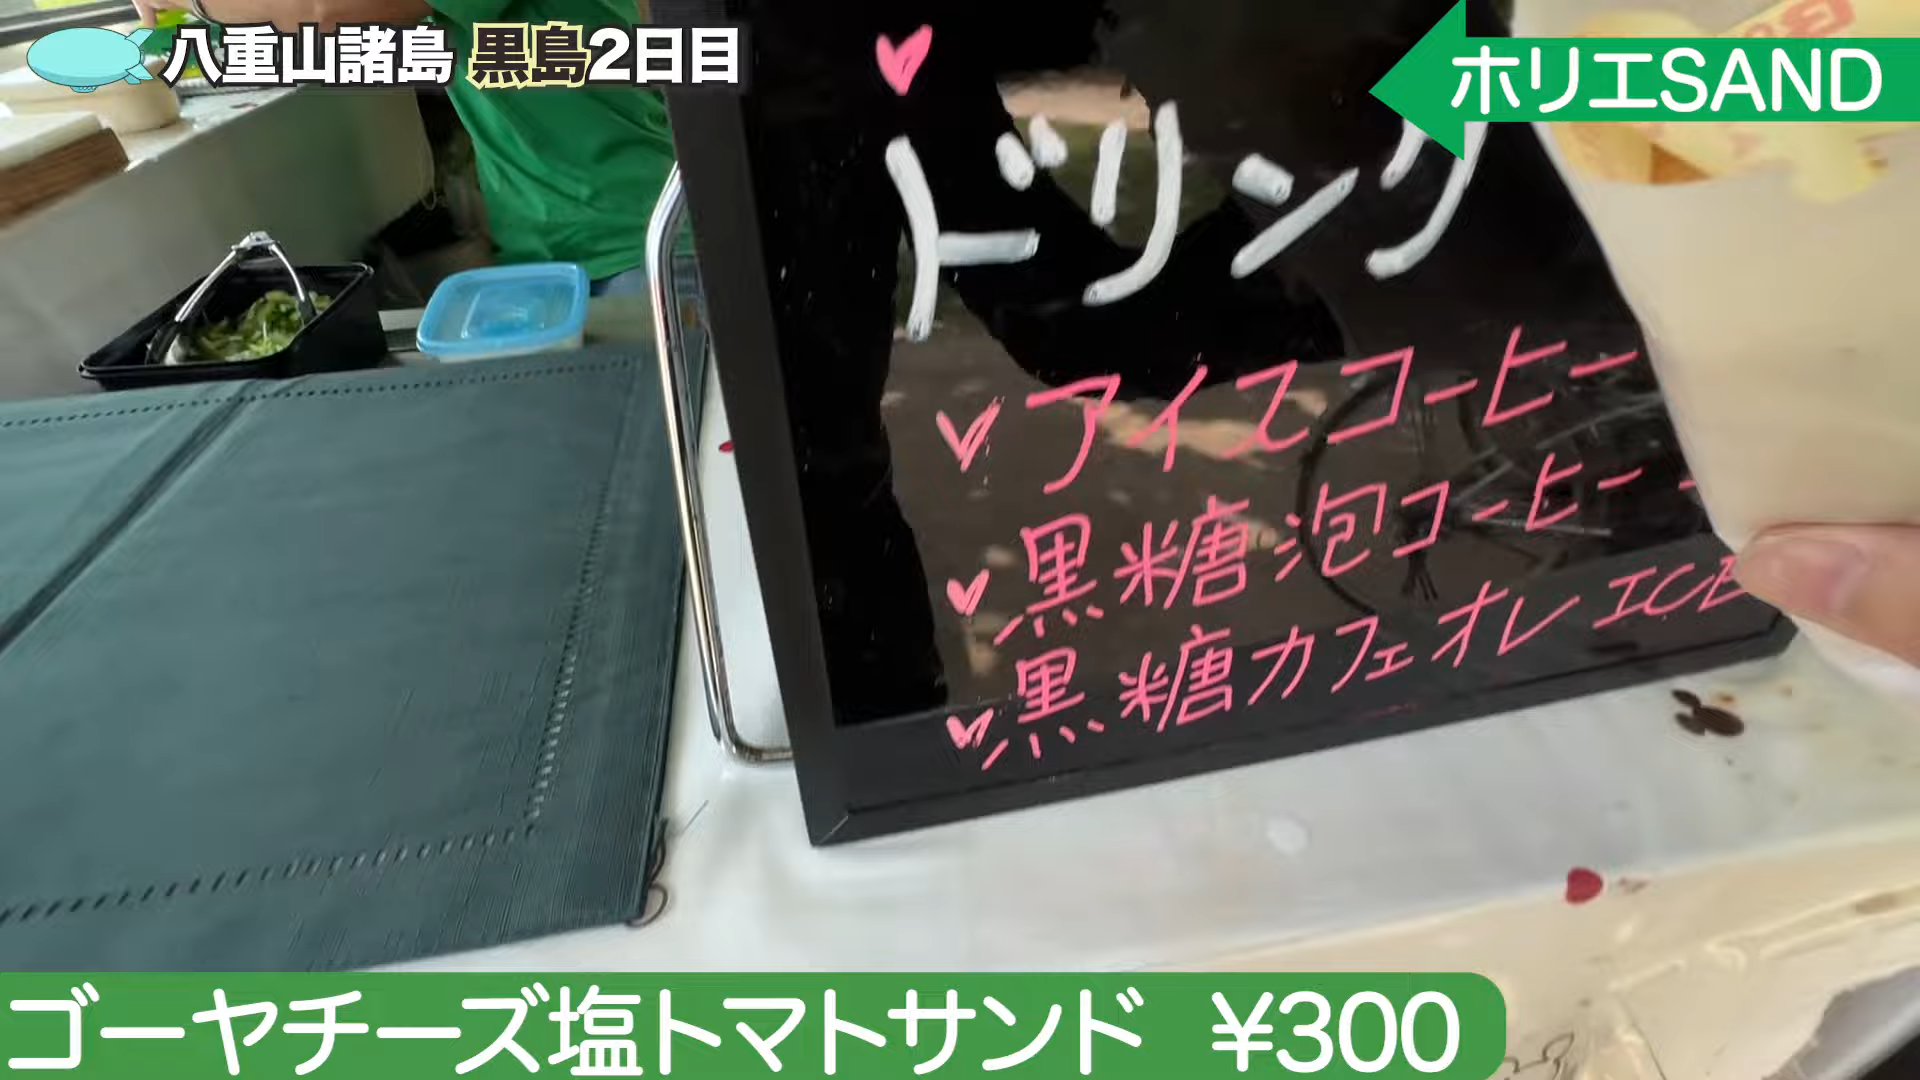 八重山諸島 黒島2日目
ホリエSAND
ドリンク
アイスコーヒー
黒糖泡コーヒー
黒糖カフェオレ ICE
ゴーヤチーズ塩トマトサンド ¥300